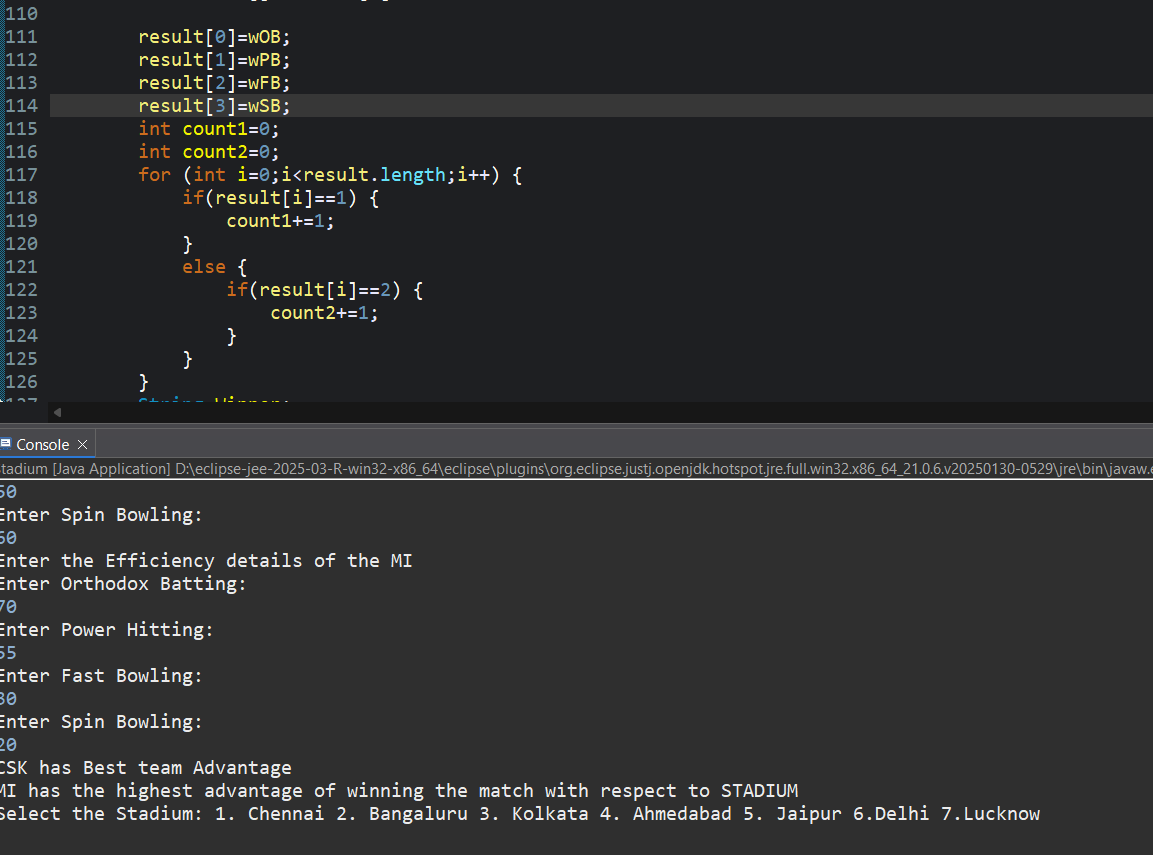 110
111 result[0]=wOB;
112 result[1]=wPB;
113 result[2]=wFB;
114 result[3]=wSB;
115 int count1=0;
116 int count2=0;
117 for (int i=0;i<result.length;i++) {
118 if(result[i]==1) {
119 count1+=1;
120 }
121 else {
122 if(result[i]==2) {
123 count2+=1;
124 }
125 }
126 }
Console
tadium [Java Application] D:\eclipse-jee-2025-03-R-win32-x86_64\eclipse\plugins\org.eclipse.justj.openjdk.hotspot.jre.full.win32.x86_64_21.0.6.v20250130-0529\jre\bin\javaw.e
50
Enter Spin Bowling:
60
Enter the Efficiency details of the MI
Enter Orthodox Batting:
70
Enter Power Hitting:
55
Enter Fast Bowling:
30
Enter Spin Bowling:
20
CSK has Best team Advantage
MI has the highest advantage of winning the match with respect to STADIUM
Select the Stadium: 1. Chennai 2. Bangaluru 3. Kolkata 4. Ahmedabad 5. Jaipur 6.Delhi 7.Lucknow